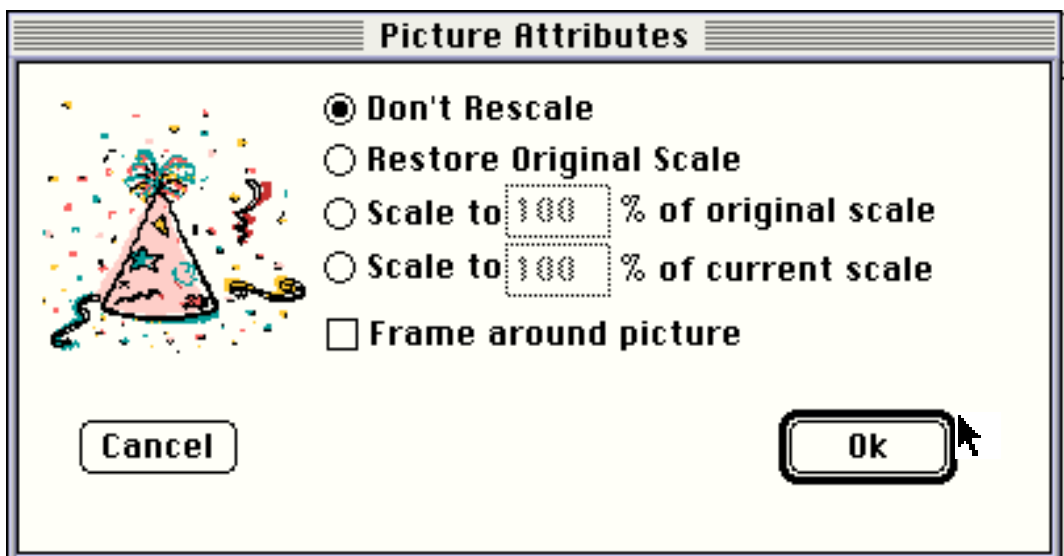 Picture Attributes
Don't Rescale
Restore Original Scale
Scale to 100 % of original scale
Scale to 100 % of current scale
Frame around picture
Cancel Ok